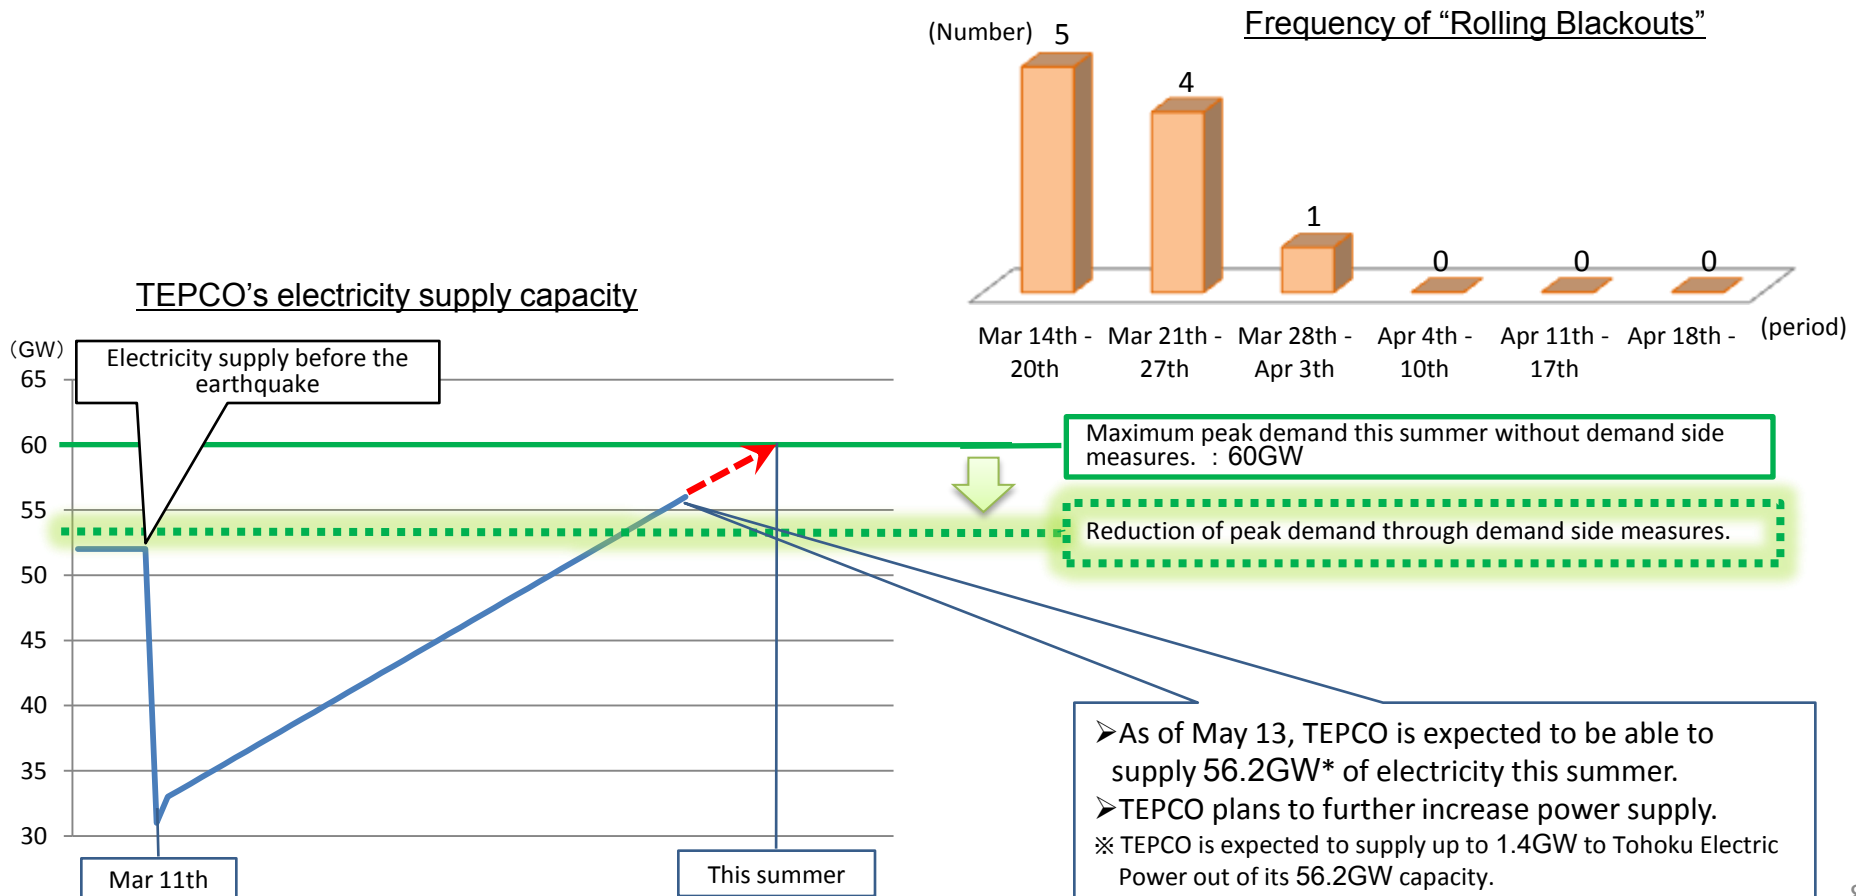 Frequency of “Rolling Blackouts”
(Number)
5
4
1
0
0
0
Mar 14th -
20th
Mar 21th -
27th
Mar 28th -
Apr 3th
Apr 4th -
10th
Apr 11th -
17th
Apr 18th -
(period)
TEPCO’s electricity supply capacity
(GW)
65
60
55
50
45
40
35
30
Electricity supply before the
earthquake
Mar 11th
This summer
Maximum peak demand this summer without demand side
measures. : 60GW
Reduction of peak demand through demand side measures.
➢As of May 13, TEPCO is expected to be able to
supply 56.2GW* of electricity this summer.
➢TEPCO plans to further increase power supply.
※ TEPCO is expected to supply up to 1.4GW to Tohoku Electric
Power out of its 56.2GW capacity.